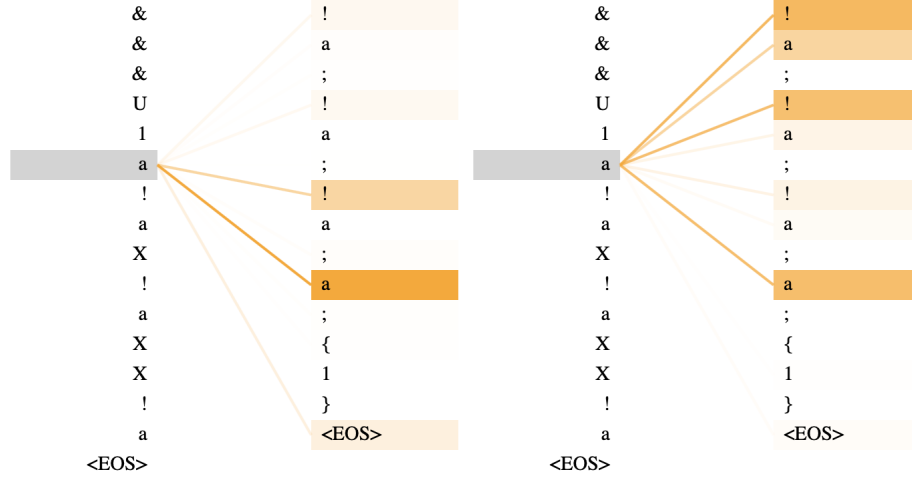 & ! & !
& a & a
& ; & ;
U ! U !
1 a 1 a
a ; a ;
! ! ! !
a a a a
X ; X ;
! a ! a
a ; a ;
X { X {
X 1 X 1
! } ! }
a <EOS> a <EOS>
<EOS> <EOS>